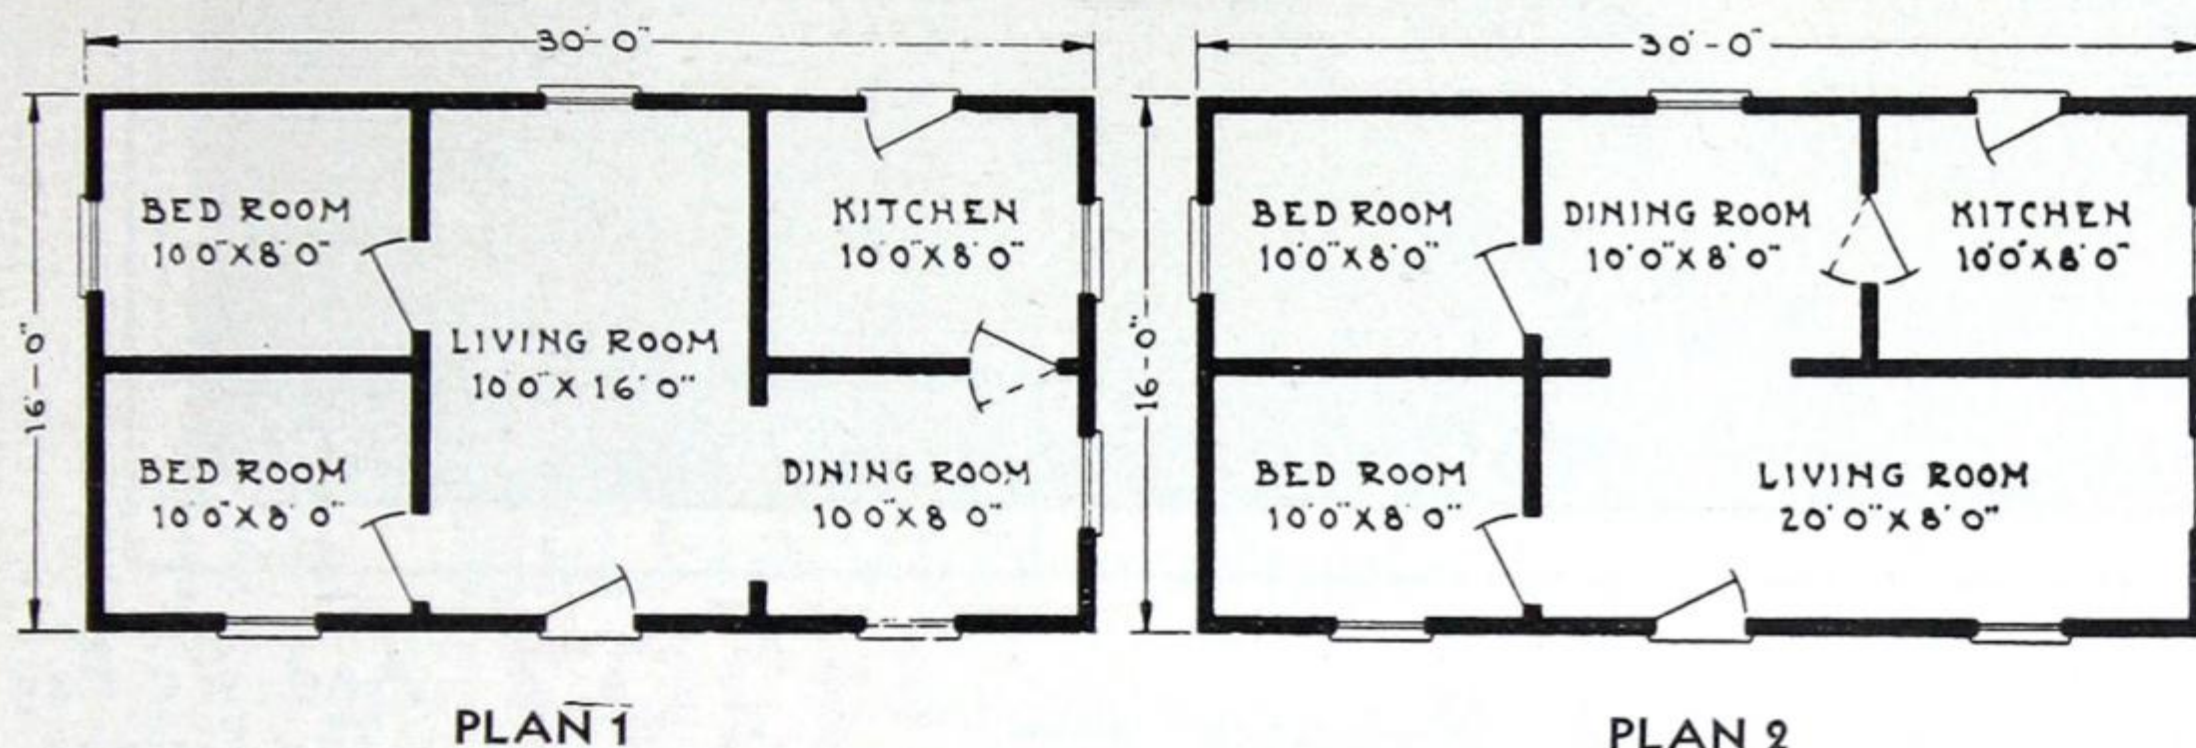 30'-0"
16'-0"
BED ROOM
10'0"X8'0"
LIVING ROOM
10'0"X16'0"
KITCHEN
10'0"X8'0"
BED ROOM
10'0"X8'0"
DINING ROOM
10'0"X8'0"
PLAN 1
30'-0"
16'-0"
BED ROOM
10'0"X8'0"
DINING ROOM
10'0"X8'0"
KITCHEN
10'0"X8'0"
BED ROOM
10'0"X8'0"
LIVING ROOM
20'0"X8'0"
PLAN 2